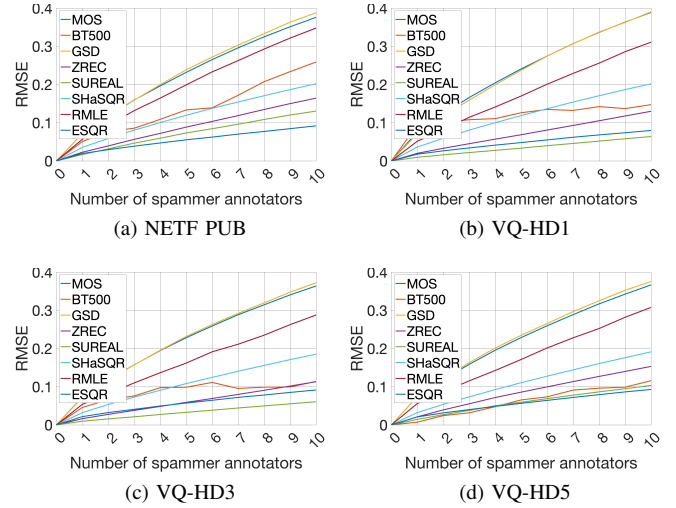 0.4
0.3
0.2
0.1
0
RMSE
MOS
BT500
GSD
ZREC
SUREAL
SHaSQR
RMLE
ESQR
0 1 2 3 4 5 6 7 8 9 10
Number of spammer annotators
(a) NETF PUB
0.4
0.3
0.2
0.1
0
RMSE
MOS
BT500
GSD
ZREC
SUREAL
SHaSQR
RMLE
ESQR
0 1 2 3 4 5 6 7 8 9 10
Number of spammer annotators
(b) VQ-HD1
0.4
0.3
0.2
0.1
0
RMSE
MOS
BT500
GSD
ZREC
SUREAL
SHaSQR
RMLE
ESQR
0 1 2 3 4 5 6 7 8 9 10
Number of spammer annotators
(c) VQ-HD3
0.4
0.3
0.2
0.1
0
RMSE
MOS
BT500
GSD
ZREC
SUREAL
SHaSQR
RMLE
ESQR
0 1 2 3 4 5 6 7 8 9 10
Number of spammer annotators
(d) VQ-HD5